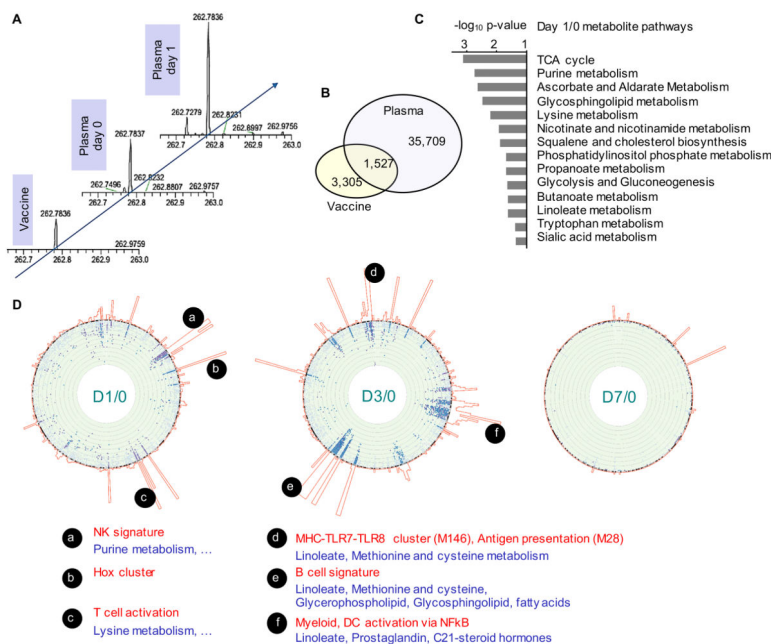 A
Plasma
day 1
262.7836
262.7279
262.8231
262.8997
262.9756
262.7
262.8
262.9
263.0
Plasma
day 0
262.7837
262.7496
262.8232
262.8807
262.9757
262.7
262.8
262.9
263.0
Vaccine
262.7836
262.9759
262.7
262.8
262.9
263.0
B
Plasma
35,709
1,527
3,305
Vaccine
C
-log10 p-value
Day 1/0 metabolite pathways
3 2 1
TCA cycle
Purine metabolism
Ascorbate and Aldarate Metabolism
Glycosphingolipid metabolism
Lysine metabolism
Nicotinate and nicotinamide metabolism
Squalene and cholesterol biosynthesis
Phosphatidylinositol phosphate metabolism
Propanoate metabolism
Glycolysis and Gluconeogenesis
Butanoate metabolism
Linoleate metabolism
Tryptophan metabolism
Sialic acid metabolism
D
D1/0
a
b
c
D3/0
d
e
f
D7/0
a
NK signature
Purine metabolism, ...
b
Hox cluster
c
T cell activation
Lysine metabolism, ...
d
MHC-TLR7-TLR8 cluster (M146), Antigen presentation (M28)
Linoleate, Methionine and cysteine metabolism
e
B cell signature
Linoleate, Methionine and cysteine,
Glycerophospholipid, Glycosphingolipid, fatty acids
f
Myeloid, DC activation via NFkB
Linoleate, Prostaglandin, C21-steroid hormones